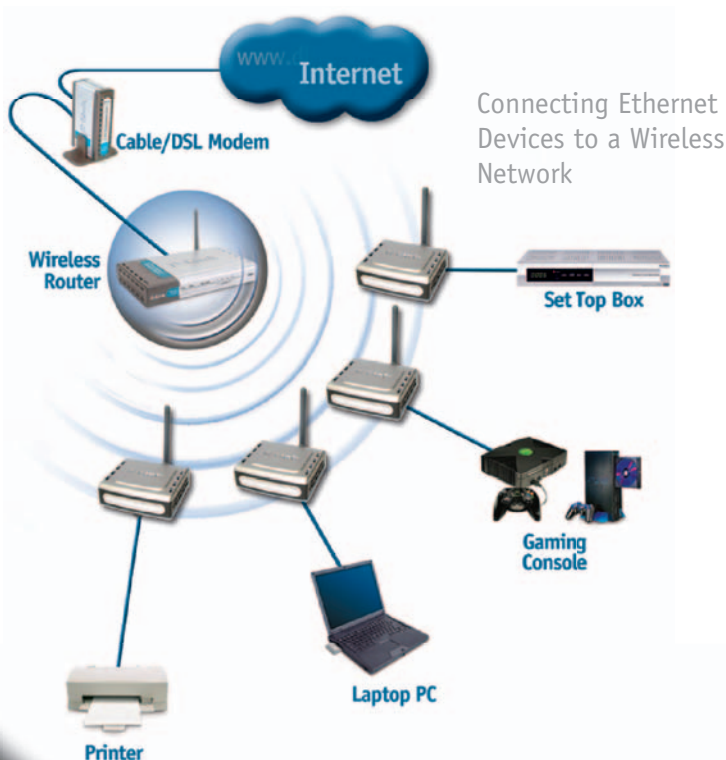 www.d
Internet
Connecting Ethernet
Devices to a Wireless
Network
Cable/DSL Modem
Wireless
Router
Set Top Box
Gaming
Console
Laptop PC
Printer